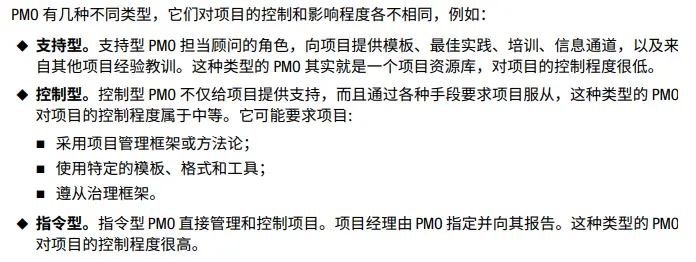 PMO 有几种不同类型，它们对项目的控制和影响程度各不相同，例如：
◆ 支持型。支持型 PMO 担当顾问的角色，向项目提供模板、最佳实践、培训、信息通道，以及来
自其他项目经验教训。这种类型的 PMO 其实就是一个项目资源库，对项目的控制程度很低。
◆ 控制型。控制型 PMO 不仅给项目提供支持，而且通过各种手段要求项目服从，这种类型的 PMO
对项目的控制程度属于中等。它可能要求项目:
■ 采用项目管理框架或方法论；
■ 使用特定的模板、格式和工具；
■ 遵从治理框架。
◆ 指令型。指令型 PMO 直接管理和控制项目。项目经理由 PMO 指定并向其报告。这种类型的 PMO
对项目的控制程度很高。